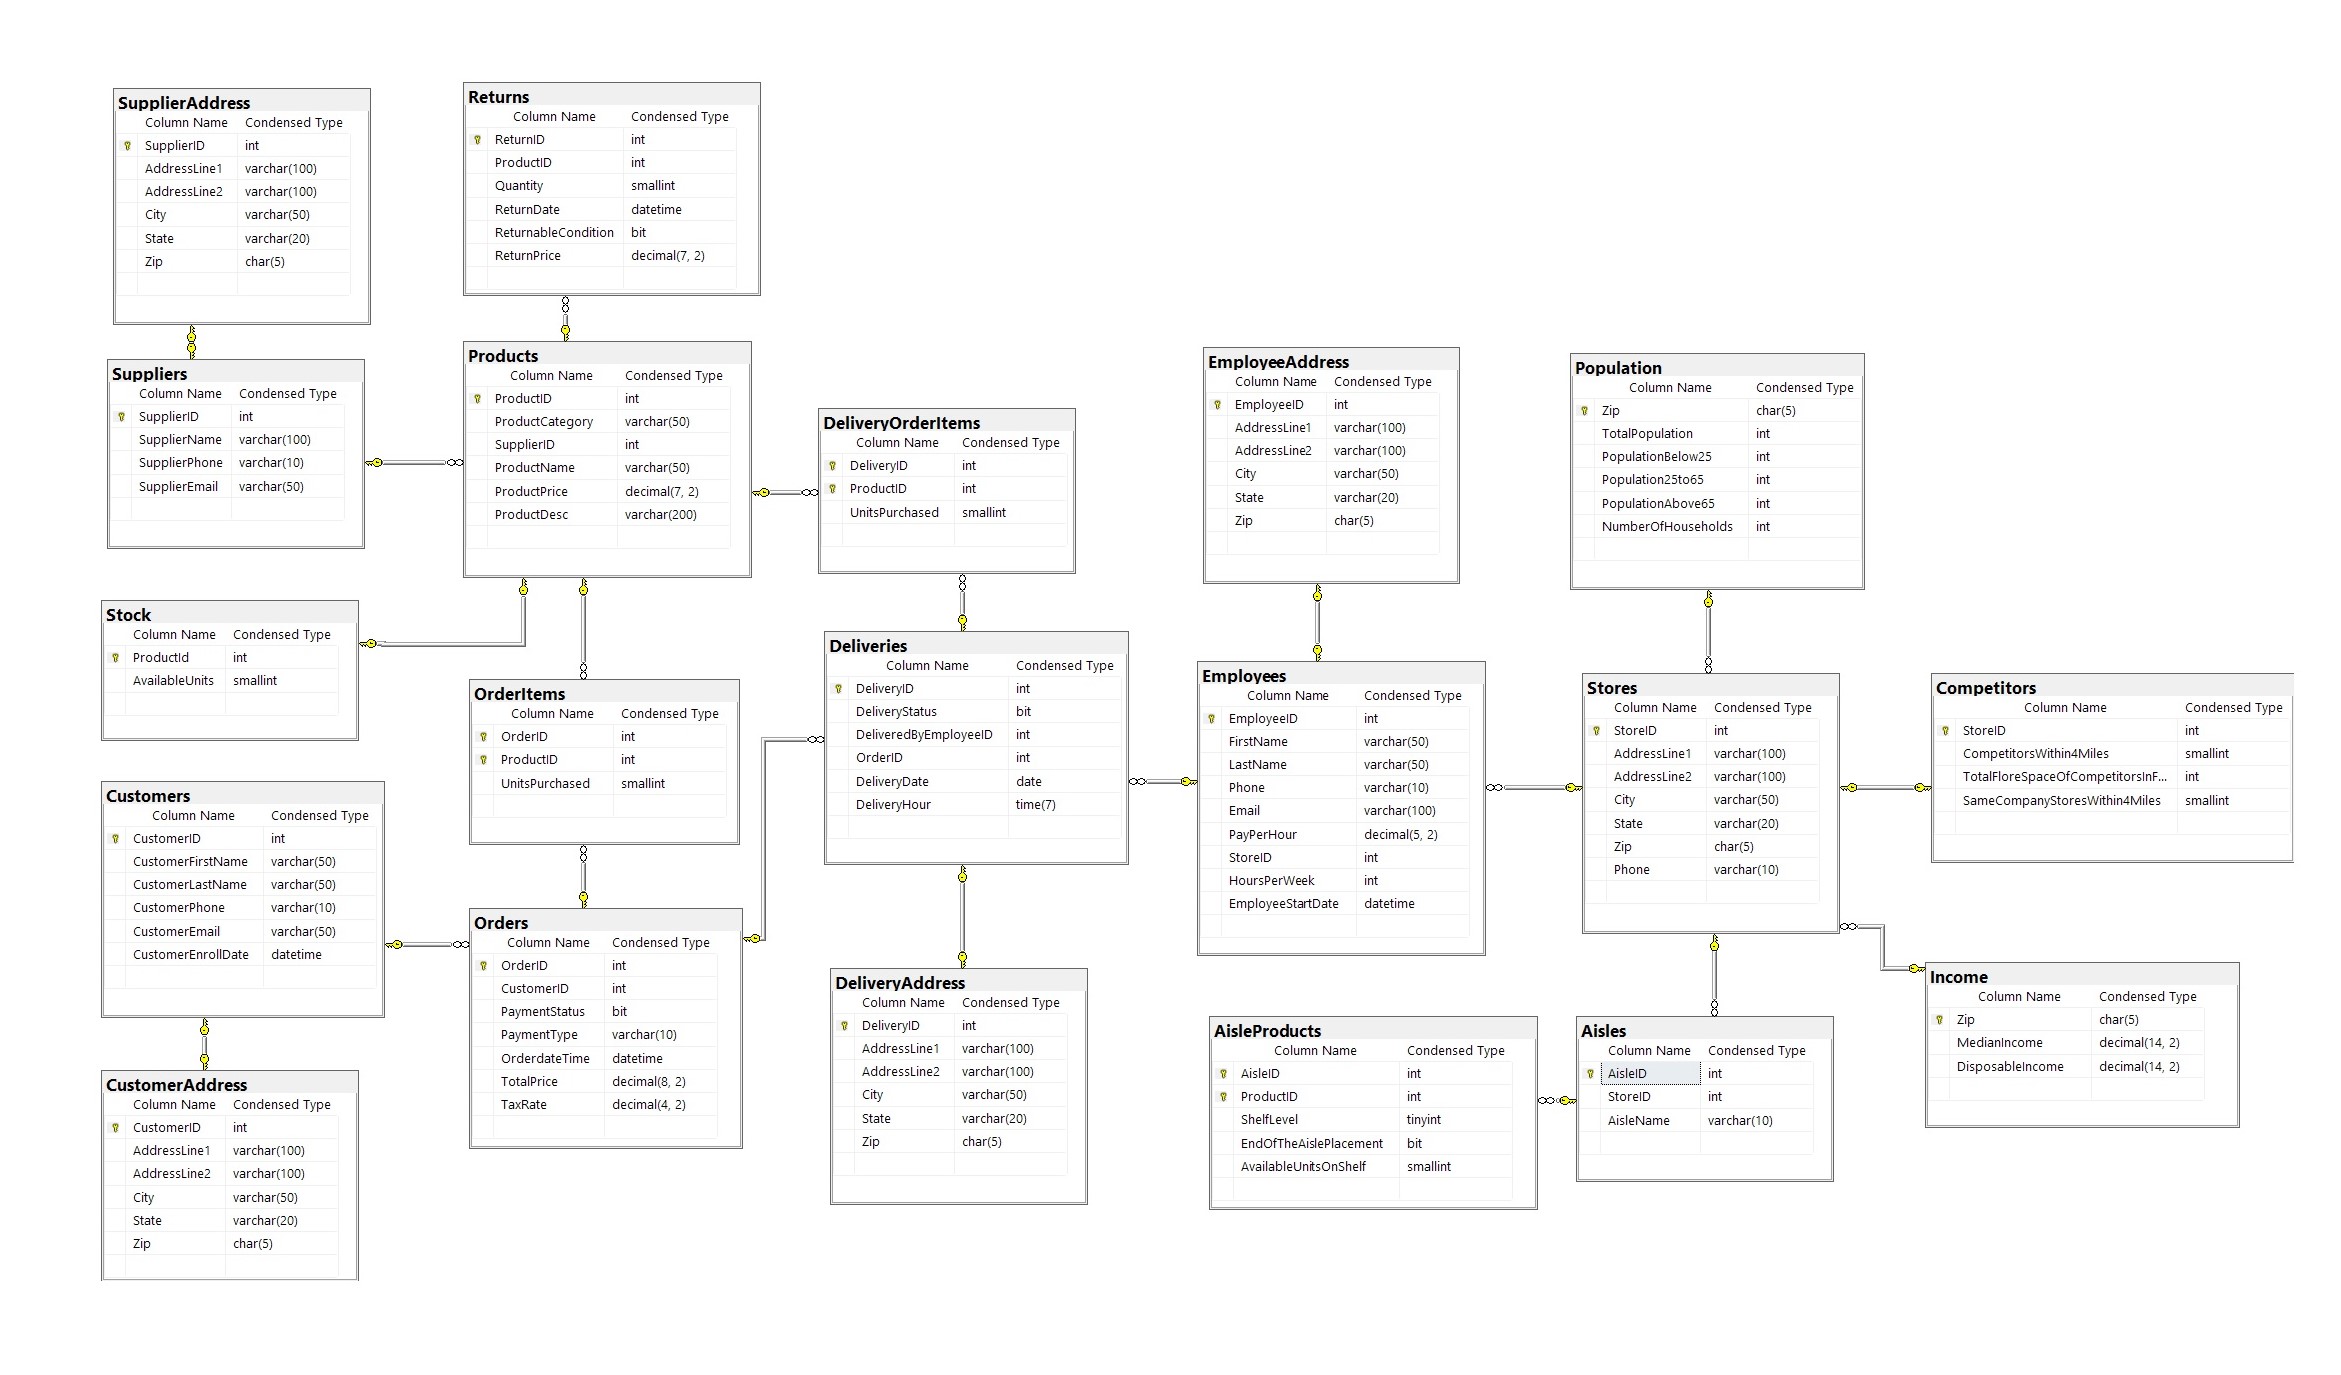 SupplierAddress
Column Name Condensed Type
SupplierID int
AddressLine1 varchar(100)
AddressLine2 varchar(100)
City varchar(50)
State varchar(20)
Zip char(5)
Returns
Column Name Condensed Type
ReturnID int
ProductID int
Quantity smallint
ReturnDate datetime
ReturnableCondition bit
ReturnPrice decimal(7, 2)
Suppliers
Column Name Condensed Type
SupplierID int
SupplierName varchar(100)
SupplierPhone varchar(10)
SupplierEmail varchar(50)
Products
Column Name Condensed Type
ProductID int
ProductCategory varchar(50)
SupplierID int
ProductName varchar(50)
ProductPrice decimal(7, 2)
ProductDesc varchar(200)
DeliveryOrderItems
Column Name Condensed Type
DeliveryID int
ProductID int
UnitsPurchased smallint
EmployeeAddress
Column Name Condensed Type
EmployeeID int
AddressLine1 varchar(100)
AddressLine2 varchar(100)
City varchar(50)
State varchar(20)
Zip char(5)
Population
Column Name Condensed Type
Zip char(5)
TotalPopulation int
PopulationBelow25 int
Population25to65 int
PopulationAbove65 int
NumberOfHouseholds int
Stock
Column Name Condensed Type
ProductId int
AvailableUnits smallint
OrderItems
Column Name Condensed Type
OrderID int
ProductID int
UnitsPurchased smallint
Deliveries
Column Name Condensed Type
DeliveryID int
DeliveryStatus bit
DeliveredByEmployeeID int
OrderID int
DeliveryDate date
DeliveryHour time(7)
Employees
Column Name Condensed Type
EmployeeID int
FirstName varchar(50)
LastName varchar(50)
Phone varchar(10)
Email varchar(100)
PayPerHour decimal(5, 2)
StoreID int
HoursPerWeek int
EmployeeStartDate datetime
Stores
Column Name Condensed Type
StoreID int
AddressLine1 varchar(100)
AddressLine2 varchar(100)
City varchar(50)
State varchar(20)
Zip char(5)
Phone varchar(10)
Competitors
Column Name Condensed Type
StoreID int
CompetitorsWithin4Miles smallint
TotalFloreSpaceOfCompetitorsInF... int
SameCompanyStoresWithin4Miles smallint
Customers
Column Name Condensed Type
CustomerID int
CustomerFirstName varchar(50)
CustomerLastName varchar(50)
CustomerPhone varchar(10)
CustomerEmail varchar(50)
CustomerEnrollDate datetime
Orders
Column Name Condensed Type
OrderID int
CustomerID int
PaymentStatus bit
PaymentType varchar(10)
OrderdateTime datetime
TotalPrice decimal(8, 2)
TaxRate decimal(4, 2)
DeliveryAddress
Column Name Condensed Type
DeliveryID int
AddressLine1 varchar(100)
AddressLine2 varchar(100)
City varchar(50)
State varchar(20)
Zip char(5)
AisleProducts
Column Name Condensed Type
AisleID int
ProductID int
ShelfLevel tinyint
EndOfTheAislePlacement bit
AvailableUnitsOnShelf smallint
Aisles
Column Name Condensed Type
AisleID int
StoreID int
AisleName varchar(10)
Income
Column Name Condensed Type
Zip char(5)
MedianIncome decimal(14, 2)
DisposableIncome decimal(14, 2)
CustomerAddress
Column Name Condensed Type
CustomerID int
AddressLine1 varchar(100)
AddressLine2 varchar(100)
City varchar(50)
State varchar(20)
Zip char(5)